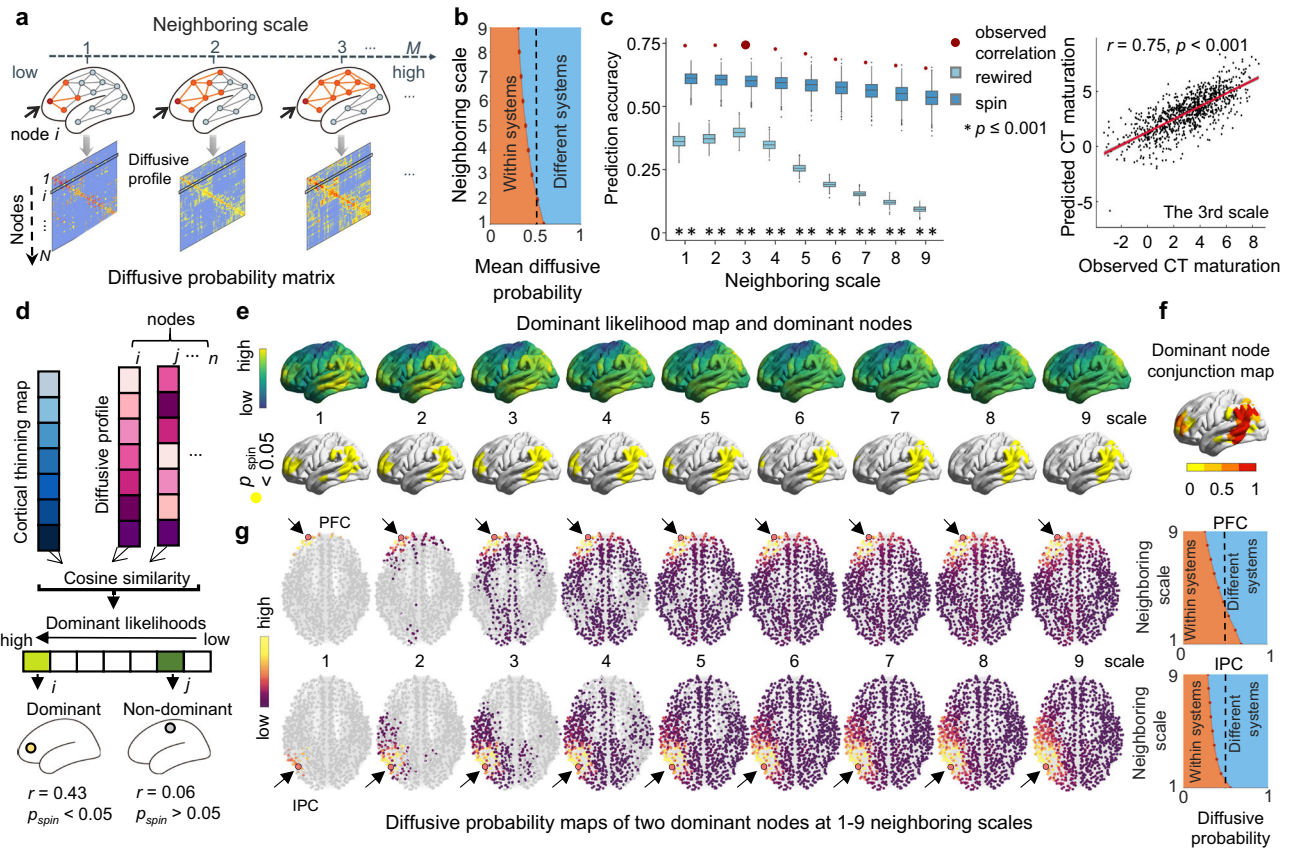 a
Neighboring scale
1 2 3 ... M
low high
node i
...
Diffusive
profile
1
i
⋮
N
Nodes
...
Diffusive probability matrix
b
Neighboring scale
9
8
7
6
5
4
3
2
1
Within systems
Different systems
0 0.5 1
Mean diffusive
probability
c
Prediction accuracy
0.75
0.50
0.25
0
** ** ** ** ** ** ** ** **
1 2 3 4 5 6 7 8 9
Neighboring scale
observed
correlation
rewired
spin
* p ≤ 0.001
r = 0.75, p < 0.001
Predicted CT maturation
5
0
-5
The 3rd scale
-2 0 2 4 6 8
Observed CT maturation
d
nodes
i j ... n
Cortical thinning map
Diffusive profile
...
Cosine similarity
Dominant likelihoods
high low
i j
Dominant Non-dominant
r = 0.43 r = 0.06
pspin < 0.05 pspin > 0.05
e
Dominant likelihood map and dominant nodes
high
low
1 2 3 4 5 6 7 8 9 scale
pspin
< 0.05
f
Dominant node
conjunction map
0 0.5 1
g
PFC
high
low
1 2 3 4 5 6 7 8 9 scale
IPC
Diffusive probability maps of two dominant nodes at 1-9 neighboring scales
PFC
9
1
Neighboring
scale
Within systems
Different
systems
0 1
IPC
9
1
Neighboring
scale
Within systems
Different
systems
0 1
Diffusive
probability